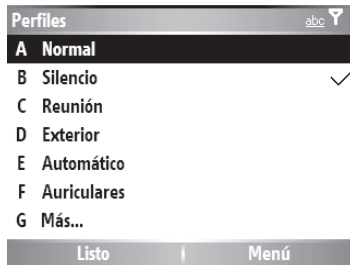 Perfiles abc
A Normal
B Silencio
C Reunión
D Exterior
E Automático
F Auriculares
G Más...
Listo Menú